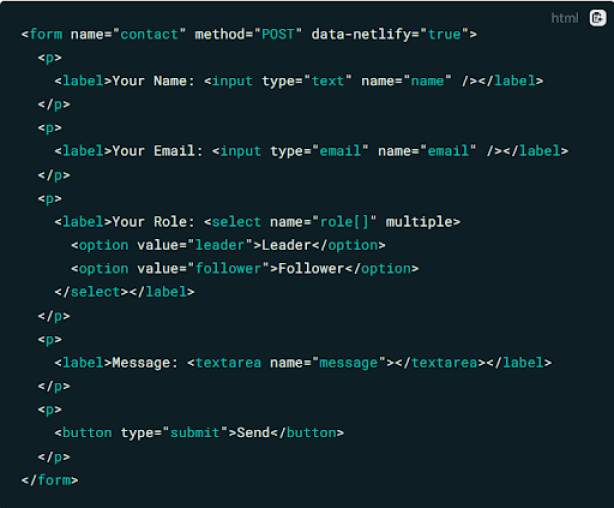 html
<form name="contact" method="POST" data-netlify="true">
  <p>
    <label>Your Name: <input type="text" name="name" /></label>
  </p>
  <p>
    <label>Your Email: <input type="email" name="email" /></label>
  </p>
  <p>
    <label>Your Role: <select name="role[]" multiple>
      <option value="leader">Leader</option>
      <option value="follower">Follower</option>
    </select></label>
  </p>
  <p>
    <label>Message: <textarea name="message"></textarea></label>
  </p>
  <p>
    <button type="submit">Send</button>
  </p>
</form>